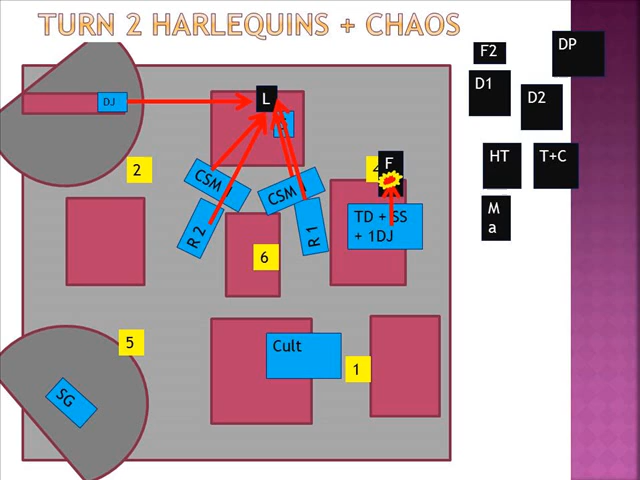 TURN 2 HARLEQUINS + CHAOS
F2
DP
D1
D2
DJ
L
HT
T+C
2
CSM
CSM
F
M
a
R 2
R 1
TD + SS
+ 1DJ
6
5
Cult
1
SG